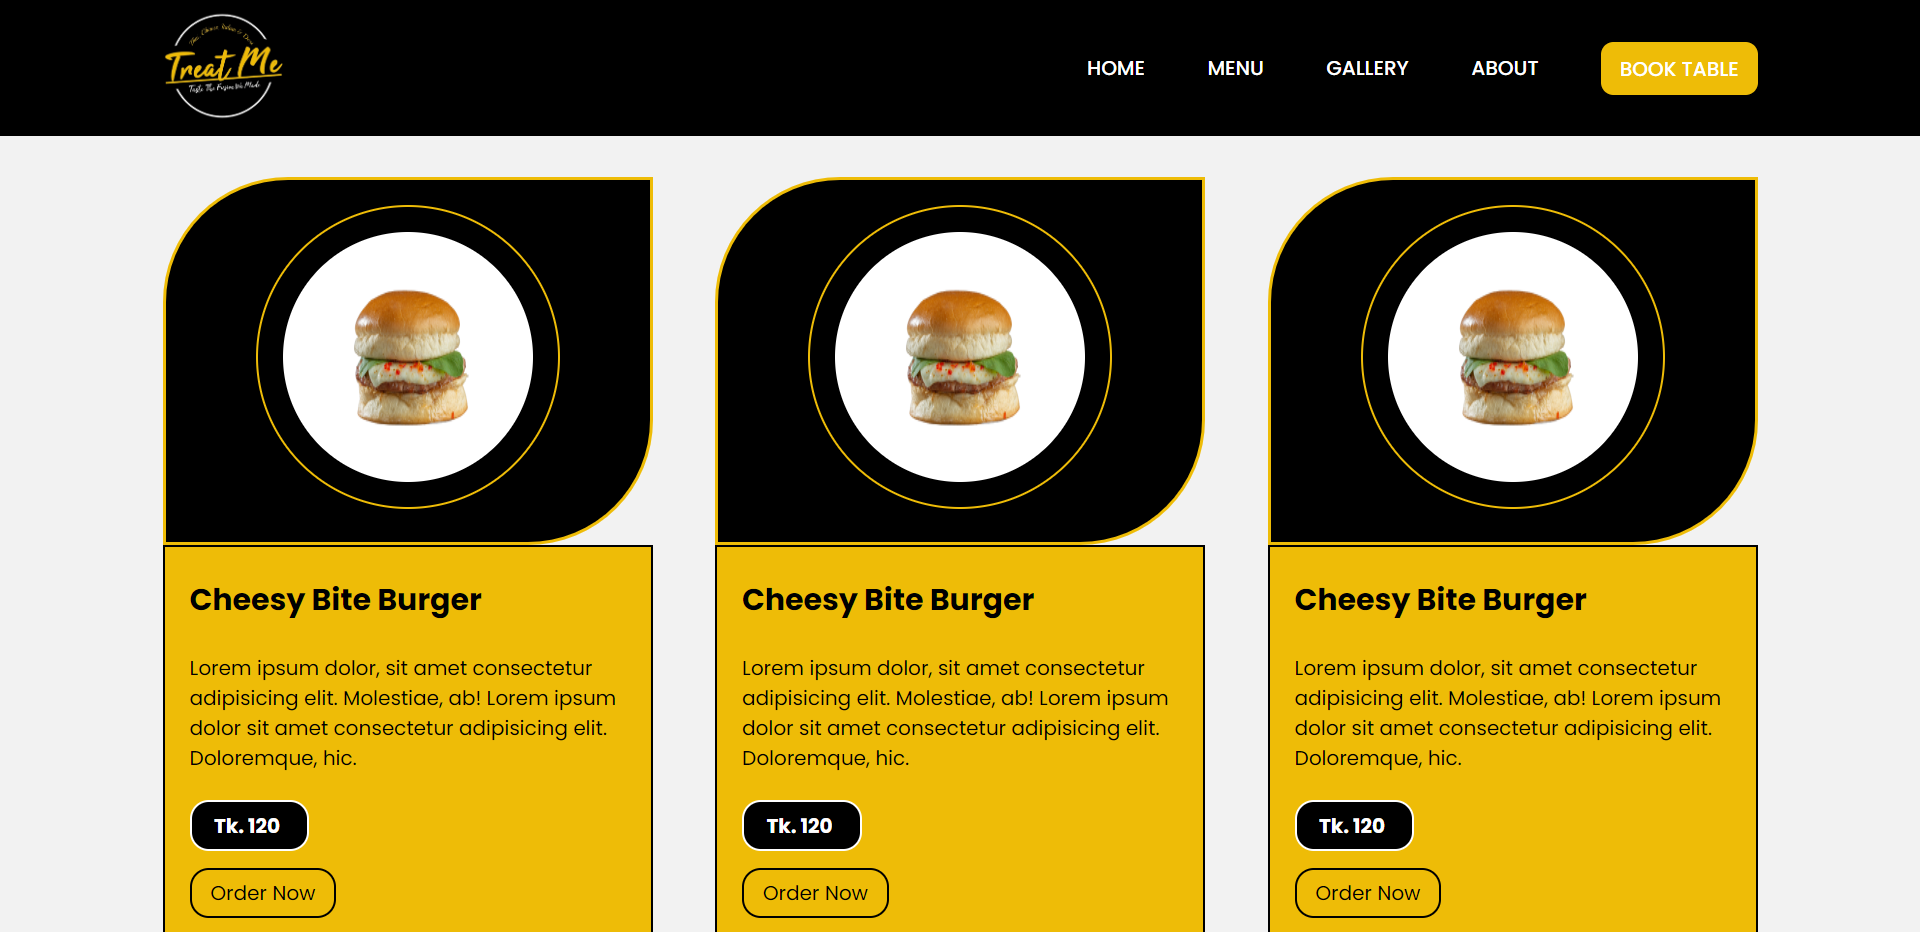 Treat Me
Taste The Fusion We Made
HOME
MENU
GALLERY
ABOUT
BOOK TABLE
Cheesy Bite Burger
Lorem ipsum dolor, sit amet consectetur
adipisicing elit. Molestiae, ab! Lorem ipsum
dolor sit amet consectetur adipisicing elit.
Doloremque, hic.
Tk. 120
Order Now
Cheesy Bite Burger
Lorem ipsum dolor, sit amet consectetur
adipisicing elit. Molestiae, ab! Lorem ipsum
dolor sit amet consectetur adipisicing elit.
Doloremque, hic.
Tk. 120
Order Now
Cheesy Bite Burger
Lorem ipsum dolor, sit amet consectetur
adipisicing elit. Molestiae, ab! Lorem ipsum
dolor sit amet consectetur adipisicing elit.
Doloremque, hic.
Tk. 120
Order Now